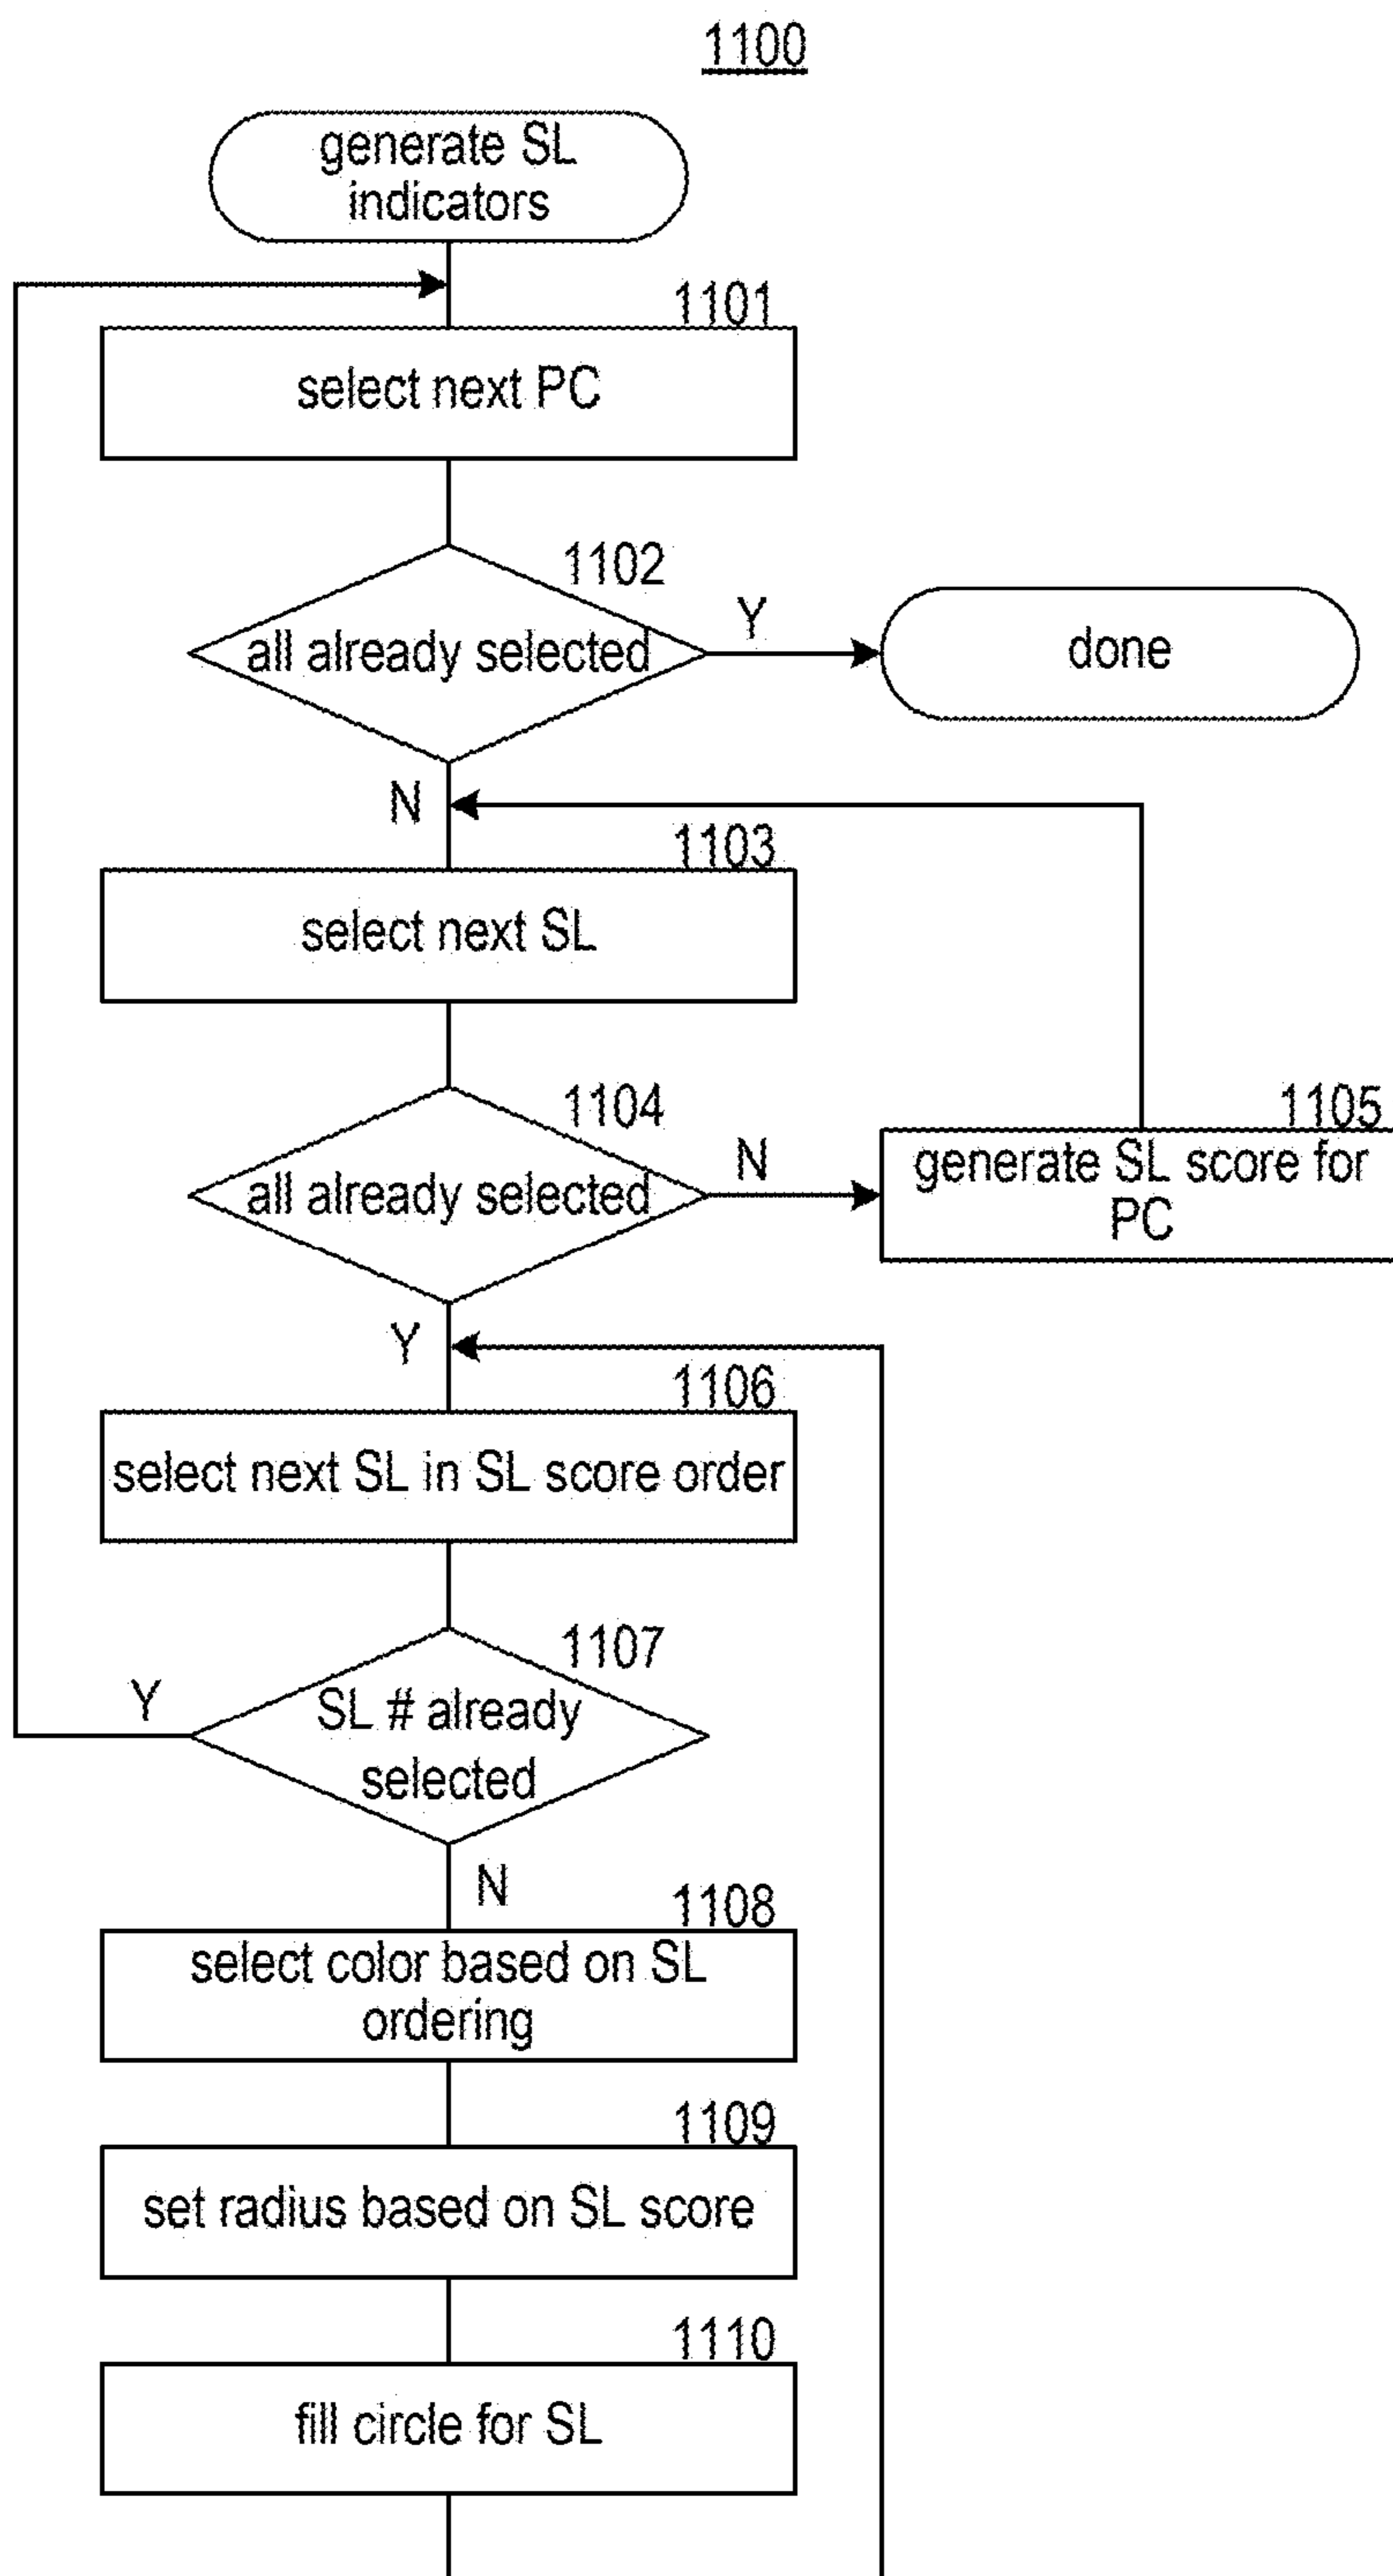 1100
generate SL
indicators
1101
select next PC
1102
all already selected
Y
done
N
1103
select next SL
1104
all already selected
N
1105
generate SL score for
PC
Y
1106
select next SL in SL score order
1107
SL # already
selected
Y
N
1108
select color based on SL
ordering
1109
set radius based on SL score
1110
fill circle for SL